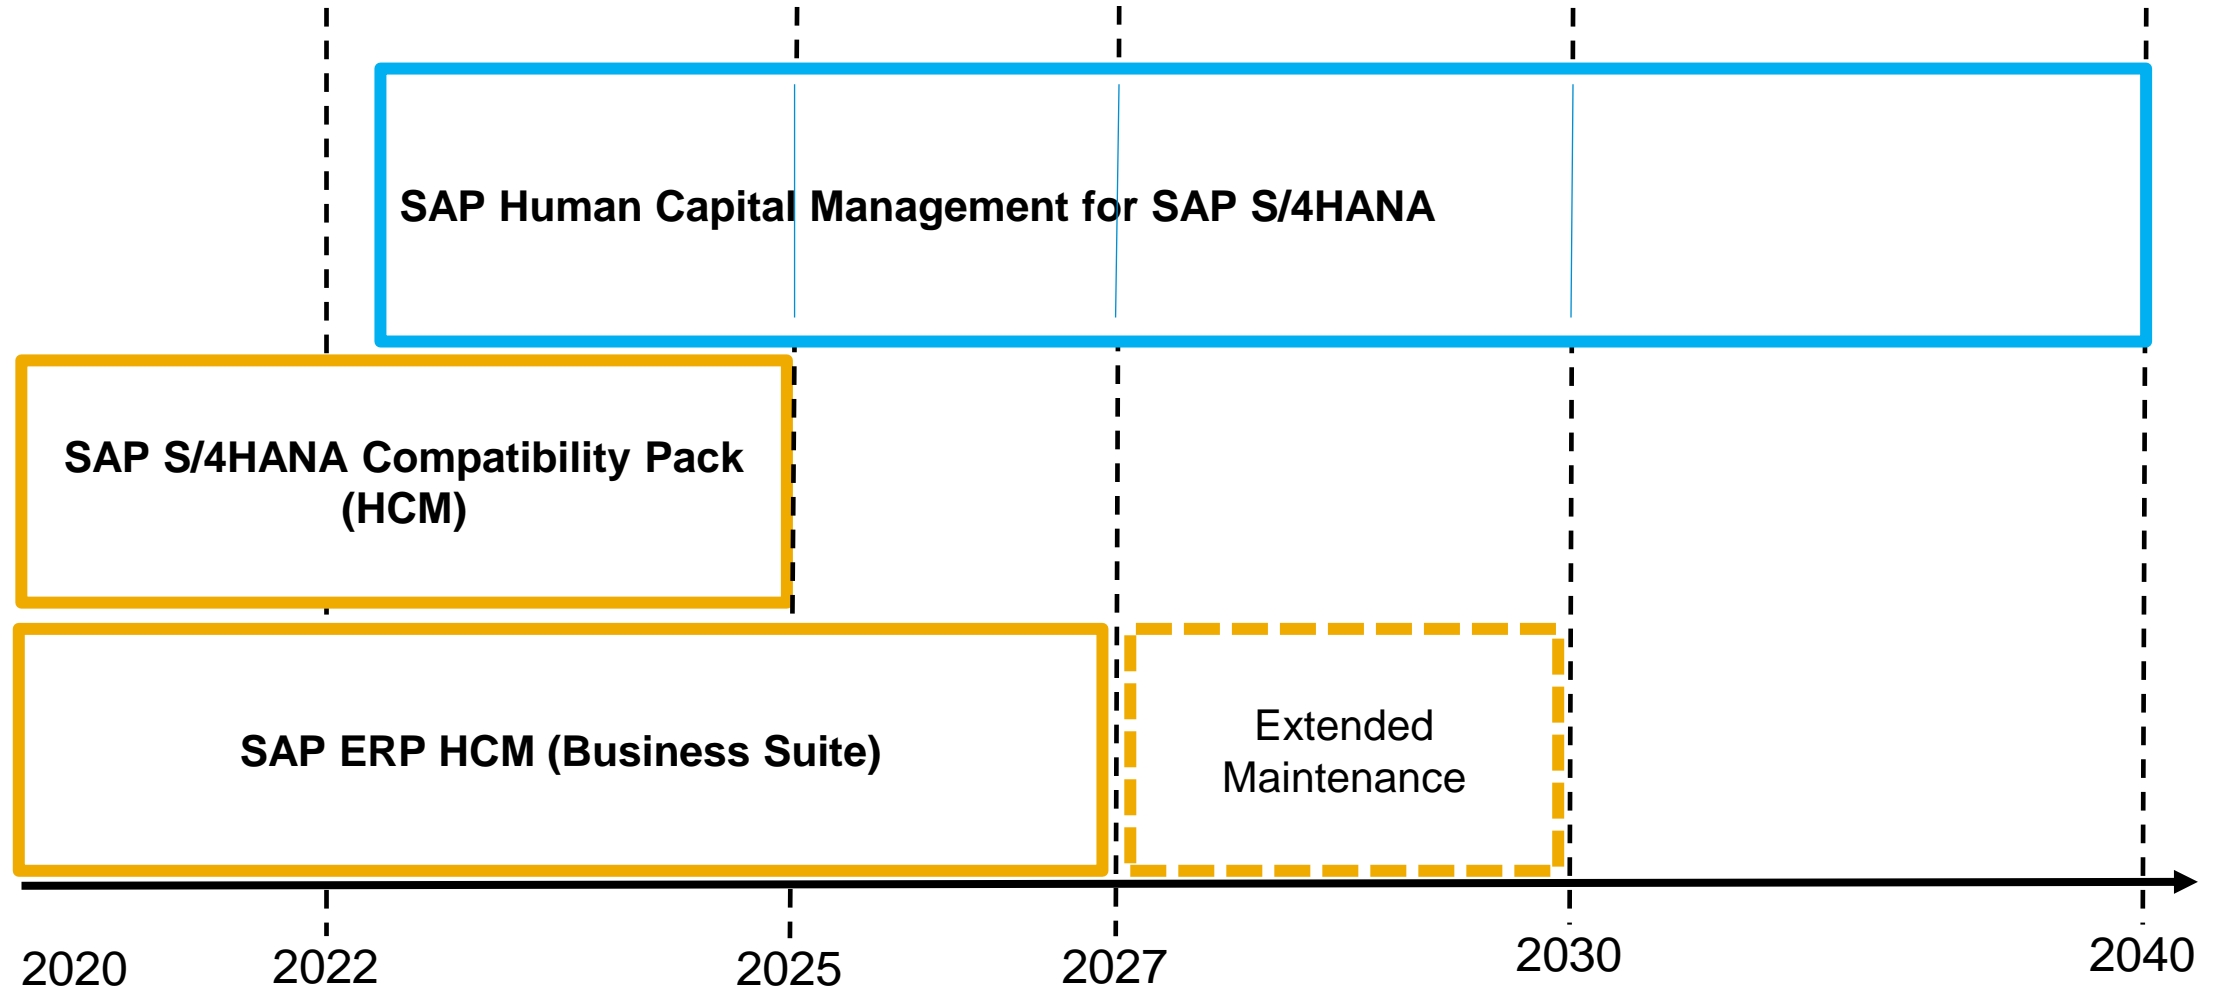 SAP Human Capital Management for SAP S/4HANA
SAP S/4HANA Compatibility Pack
(HCM)
SAP ERP HCM (Business Suite)
Extended
Maintenance
2020
2022
2025
2027
2030
2040